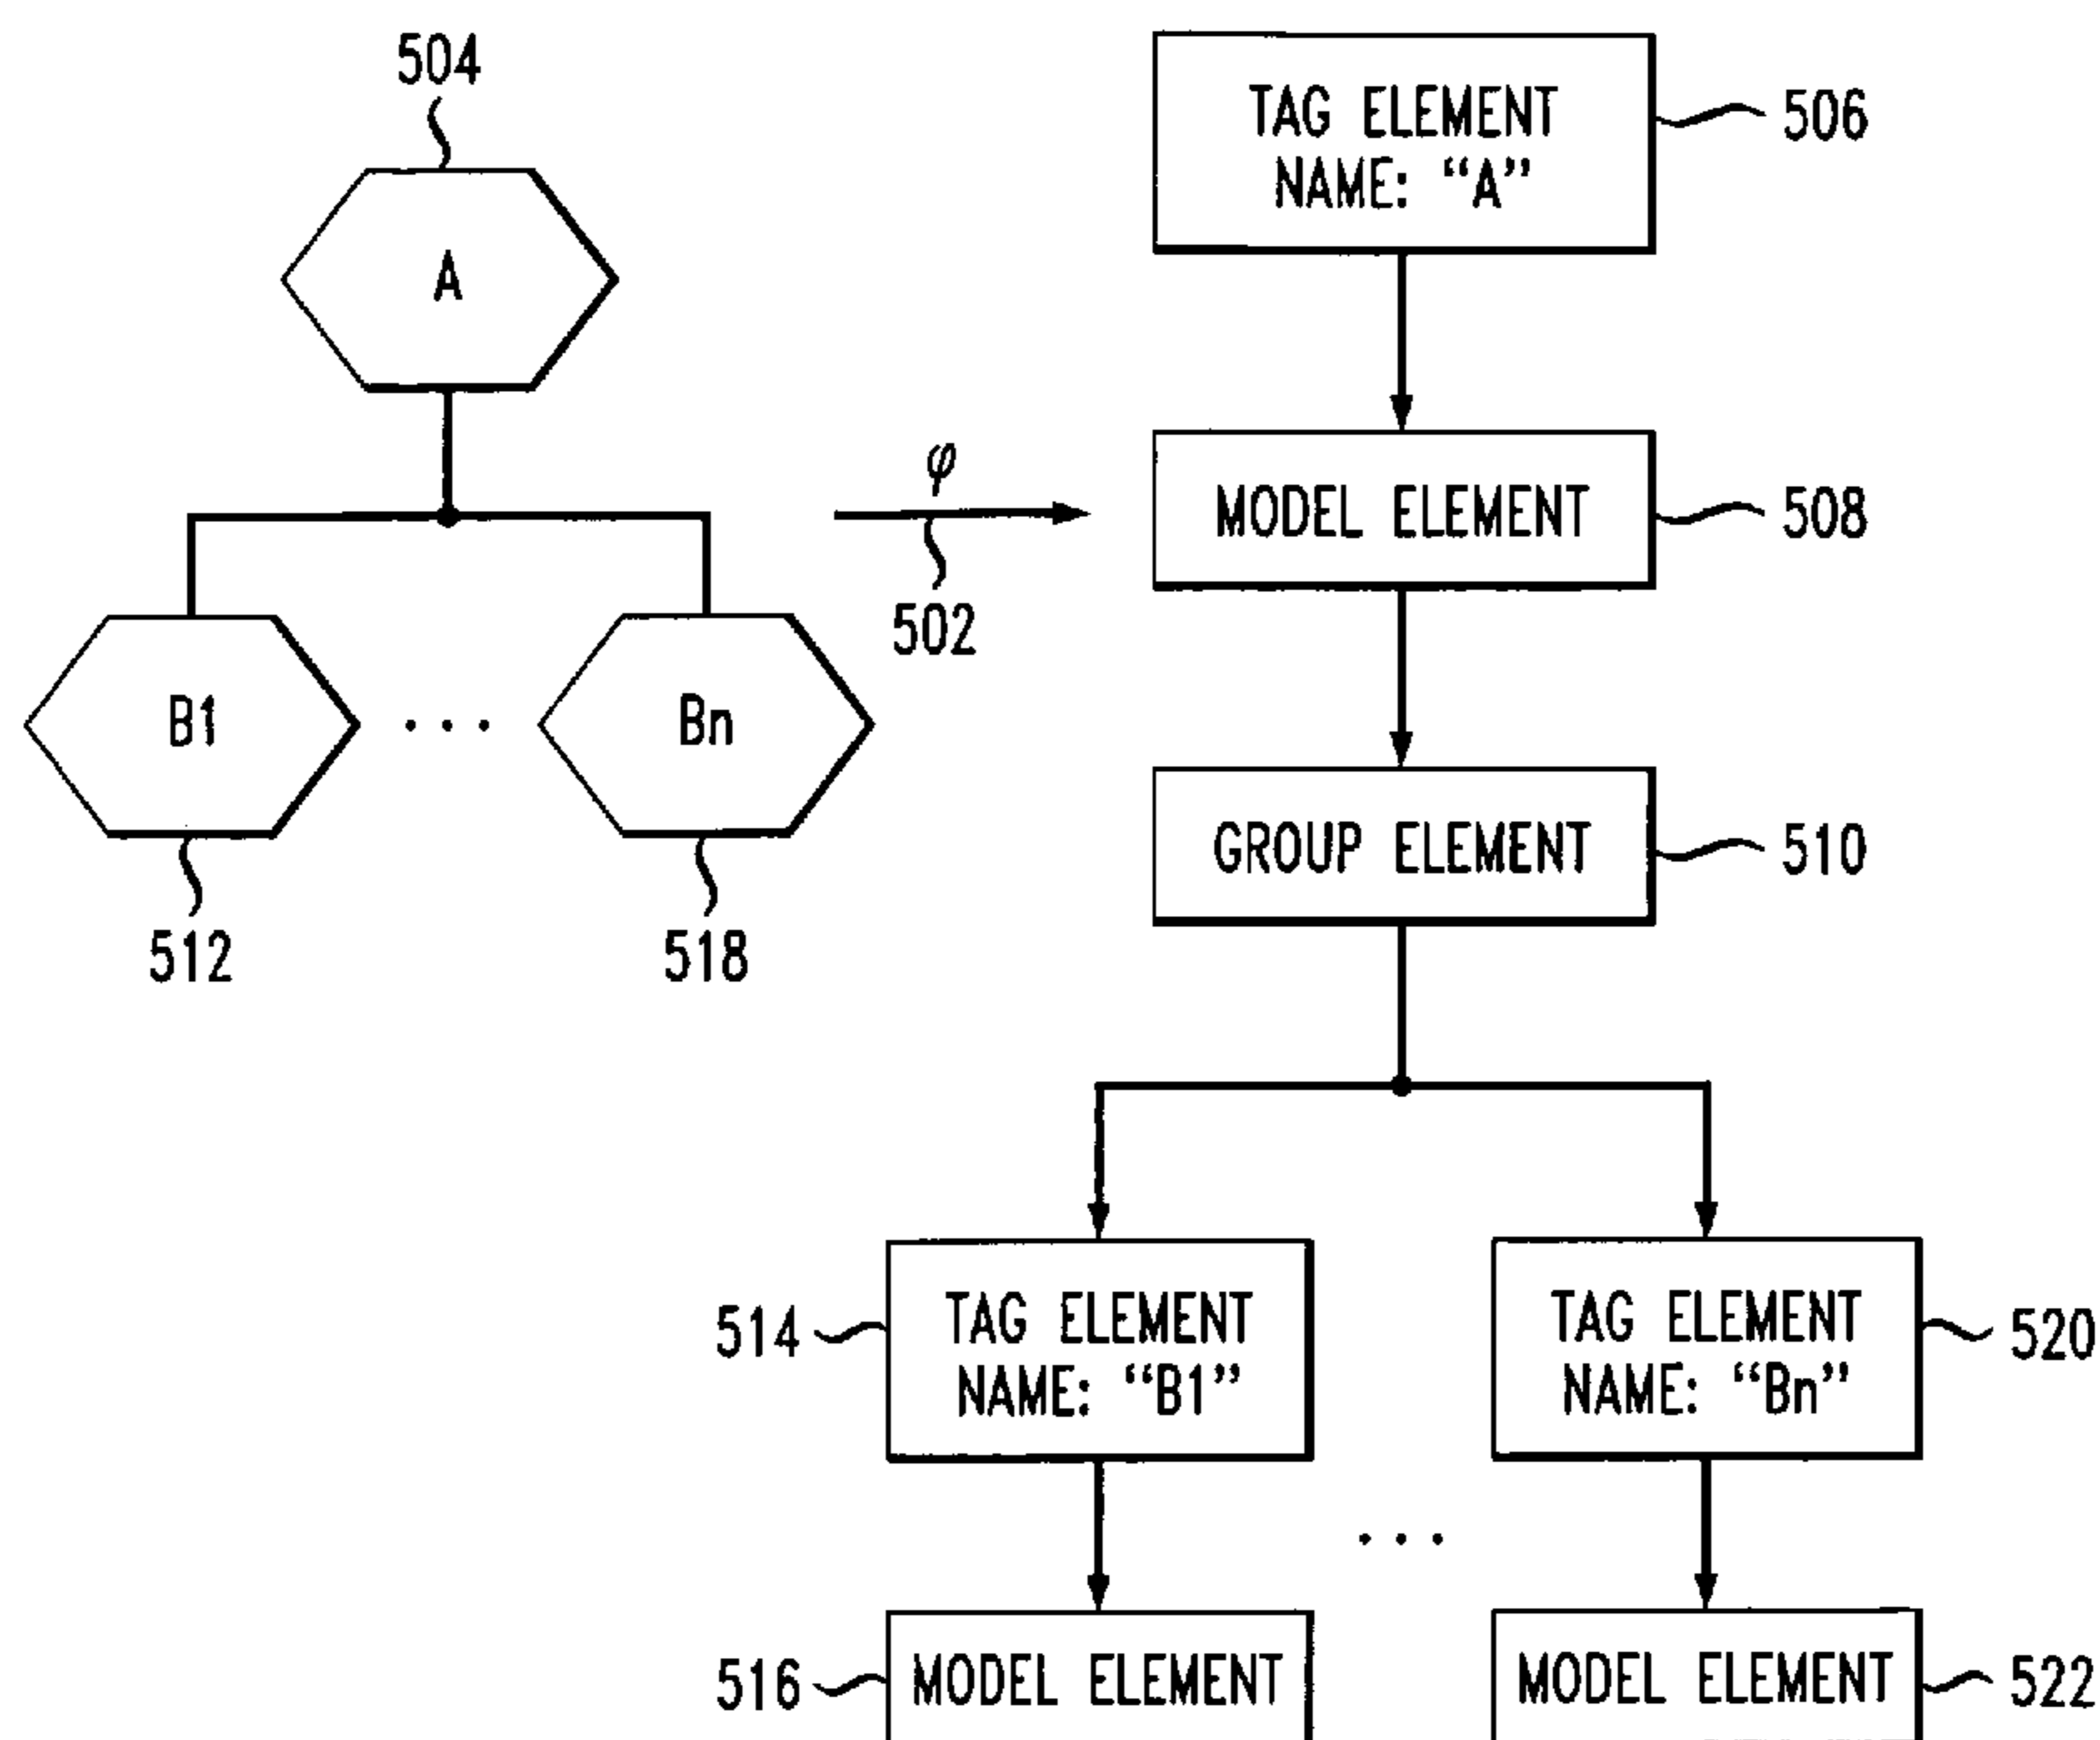 504
A
B1
. . .
Bn
512
518
φ
502
TAG ELEMENT
NAME: “A”
506
MODEL ELEMENT
508
GROUP ELEMENT
510
514
TAG ELEMENT
NAME: “B1”
TAG ELEMENT
NAME: “Bn”
520
. . .
516
MODEL ELEMENT
MODEL ELEMENT
522